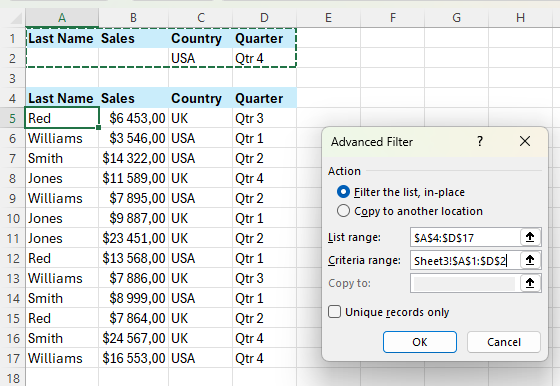 A B C D E F G H
1 Last Name Sales Country Quarter
2 USA Qtr 4
3
4 Last Name Sales Country Quarter
5 Red $6 453,00 UK Qtr 3
6 Williams $3 546,00 USA Qtr 1
7 Smith $14 322,00 USA Qtr 2
8 Jones $11 589,00 UK Qtr 4
9 Williams $7 895,00 USA Qtr 2
10 Jones $9 887,00 UK Qtr 1
11 Jones $23 451,00 UK Qtr 2
12 Red $13 568,00 USA Qtr 1
13 Williams $7 886,00 UK Qtr 3
14 Smith $8 999,00 USA Qtr 1
15 Red $7 864,00 UK Qtr 2
16 Smith $24 567,00 UK Qtr 4
17 Williams $16 553,00 USA Qtr 4
18
Advanced Filter ?
Action
Filter the list, in-place
Copy to another location
List range: $A$4:$D$17
Criteria range: Sheet3!$A$1:$D$2
Copy to:
Unique records only
OK Cancel